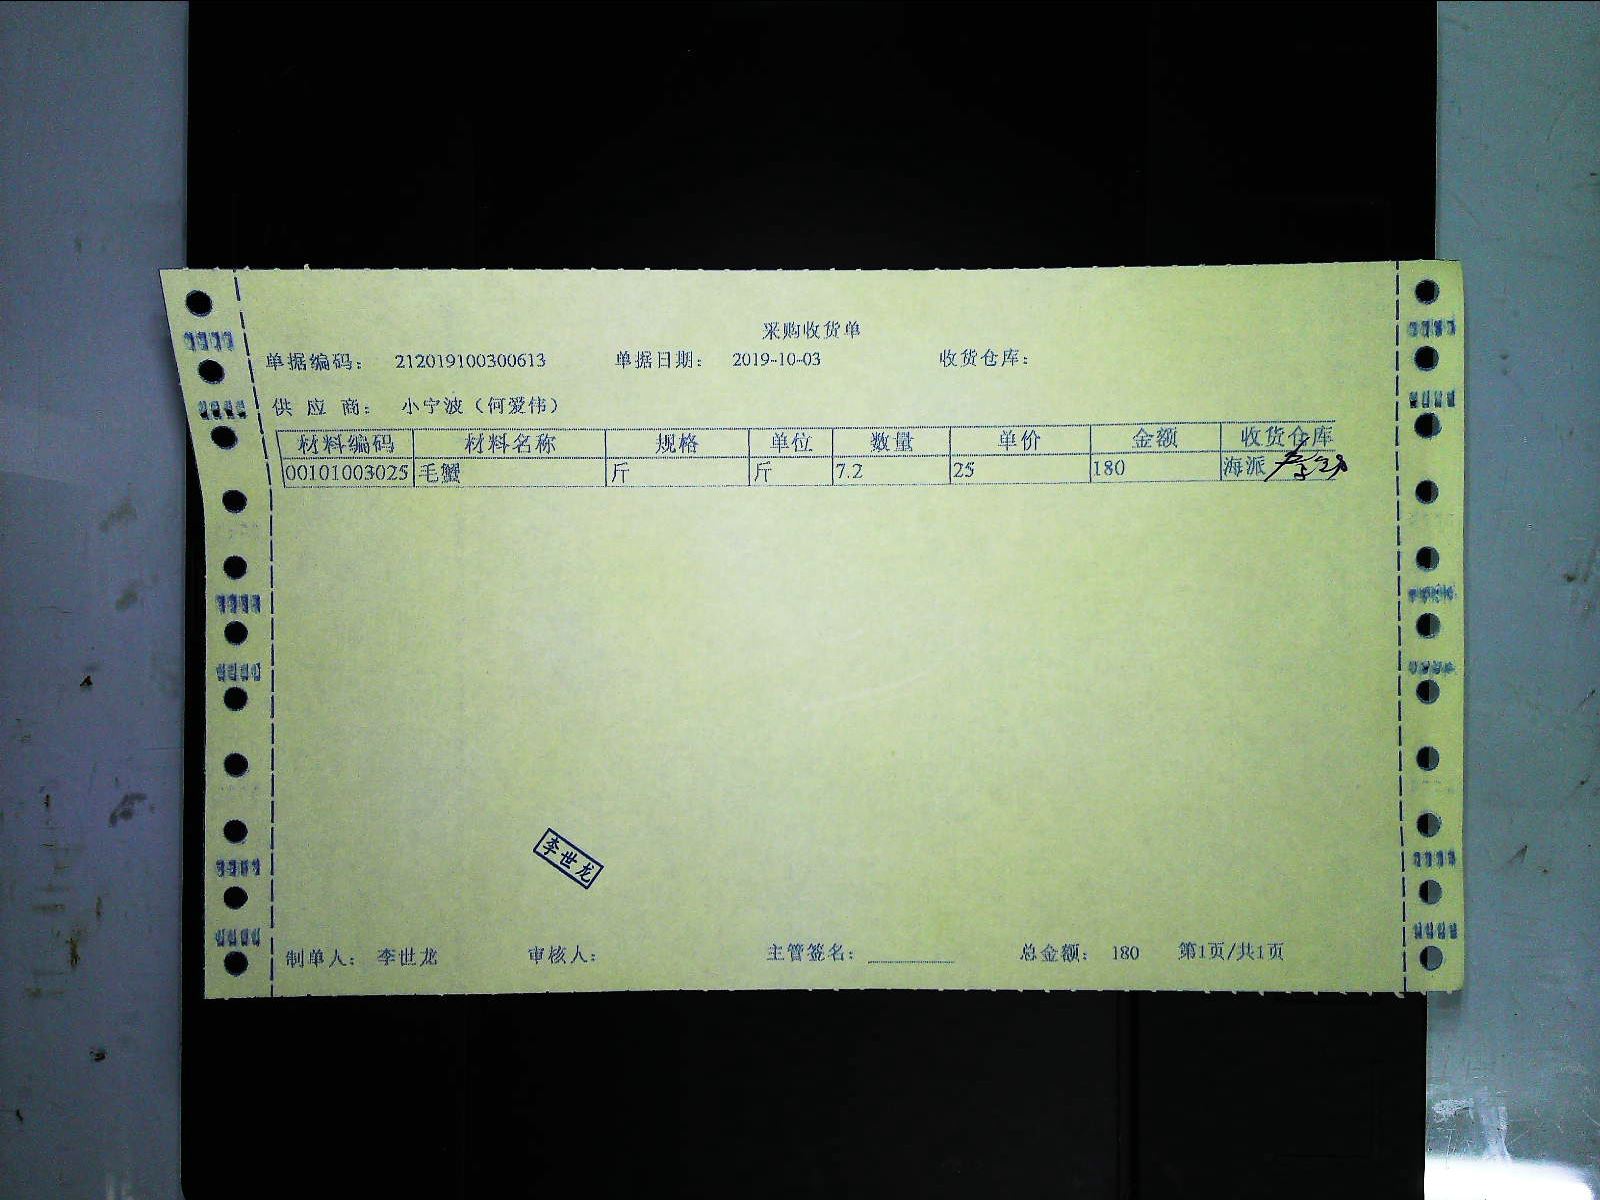 采购收货单
单据编码： 212019100300613 单据日期： 2019-10-03 收货仓库：
供 应 商： 小宁波（何爱伟）
材料编码 材料名称 规格 单位 数量 单价 金额 收货仓库
00101003025 毛蟹 斤 斤 7.2 25 180 海派
李世龙
制单人： 李世龙 审核人： 主管签名： 总金额： 180 第1页/共1页